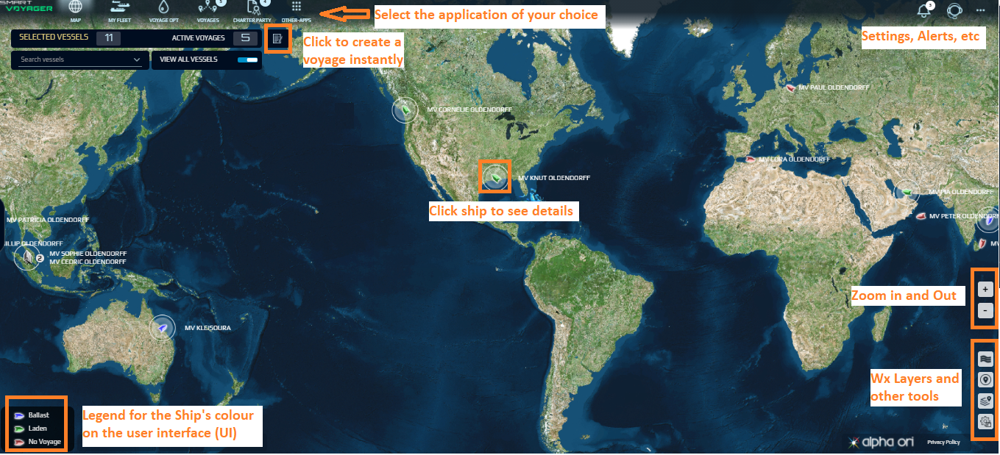 SMART
VOYAGER
MAP
MY FLEET
VOYAGE OPT
5
VOYAGES
4
CHARTER PARTY
OTHER-APPS
Select the application of your choice
3
Settings, Alerts, etc
SELECTED VESSELS 11
ACTIVE VOYAGES 5
Click to create a
voyage instantly
Search vessels
VIEW ALL VESSELS
MV PAUL OLDENDORFF
MV CORNELIE OLDENDORFF
MV LORA OLDENDORFF
MV KNUT OLDENDORFF
MV PIA OLDENDORFF
Click ship to see details
MV PETER OLDENDORFF
MV PATRICIA OLDENDORFF
ILLIP OLDENDORFF
MV
2
MV SOPHIE OLDENDORFF
MV CEDRIC OLDENDORFF
Zoom in and Out
+
-
MV KLEISOURA
Wx Layers and
other tools
Ballast
Laden
No Voyage
Legend for the Ship's colour
on the user interface (UI)
alpha ori
Privacy Policy